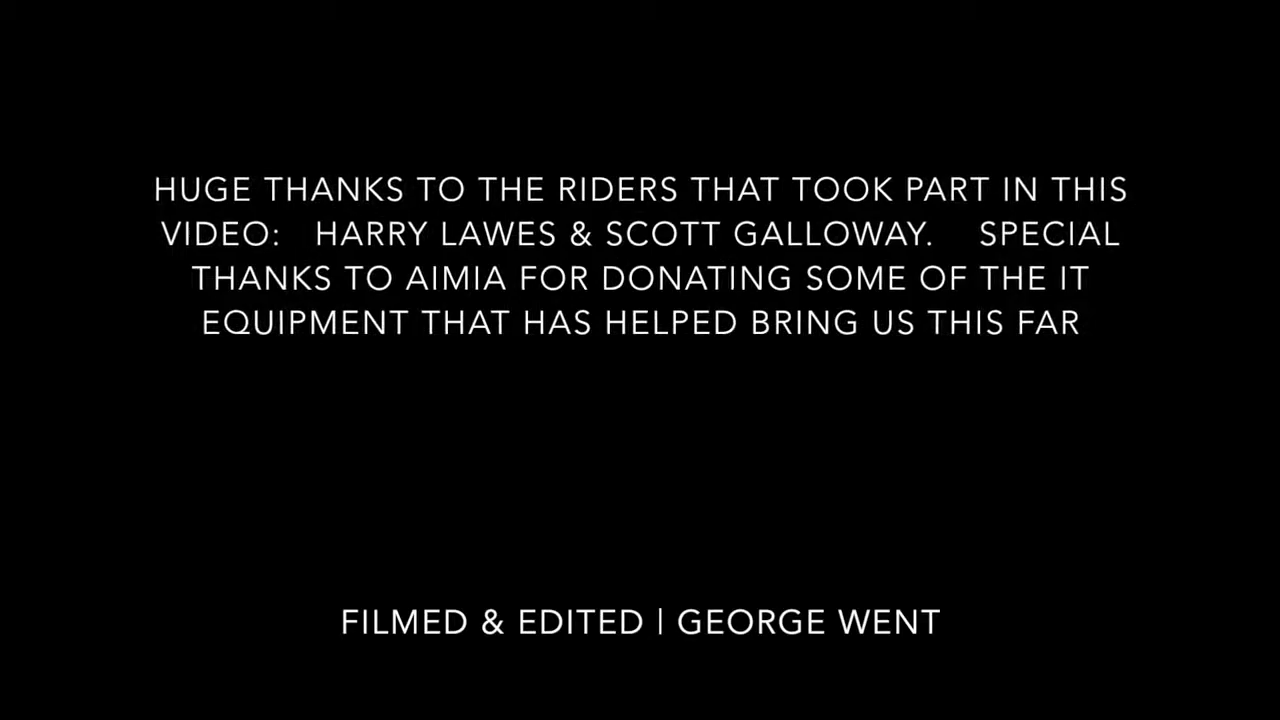 HUGE THANKS TO THE RIDERS THAT TOOK PART IN THIS
VIDEO: HARRY LAWES & SCOTT GALLOWAY. SPECIAL
THANKS TO AIMIA FOR DONATING SOME OF THE IT
EQUIPMENT THAT HAS HELPED BRING US THIS FAR
FILMED & EDITED | GEORGE WENT